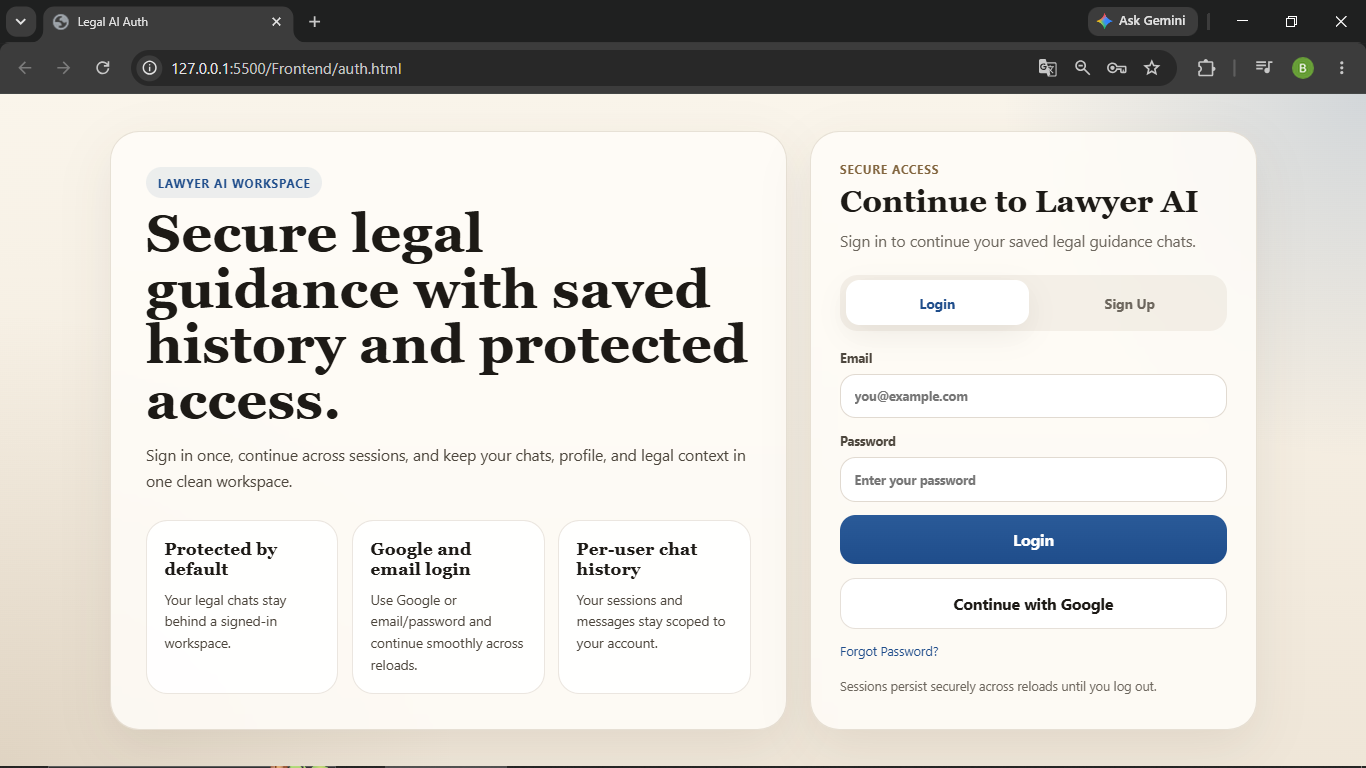 Legal AI Auth
Ask Gemini
127.0.0.1:5500/Frontend/auth.html
B
LAWYER AI WORKSPACE
Secure legal
guidance with saved
history and protected
access.
Sign in once, continue across sessions, and keep your chats, profile, and legal context in
one clean workspace.
Protected by
default
Your legal chats stay
behind a signed-in
workspace.
Google and
email login
Use Google or
email/password and
continue smoothly across
reloads.
Per-user chat
history
Your sessions and
messages stay scoped to
your account.
SECURE ACCESS
Continue to Lawyer AI
Sign in to continue your saved legal guidance chats.
Login
Sign Up
Email
you@example.com
Password
Enter your password
Login
Continue with Google
Forgot Password?
Sessions persist securely across reloads until you log out.